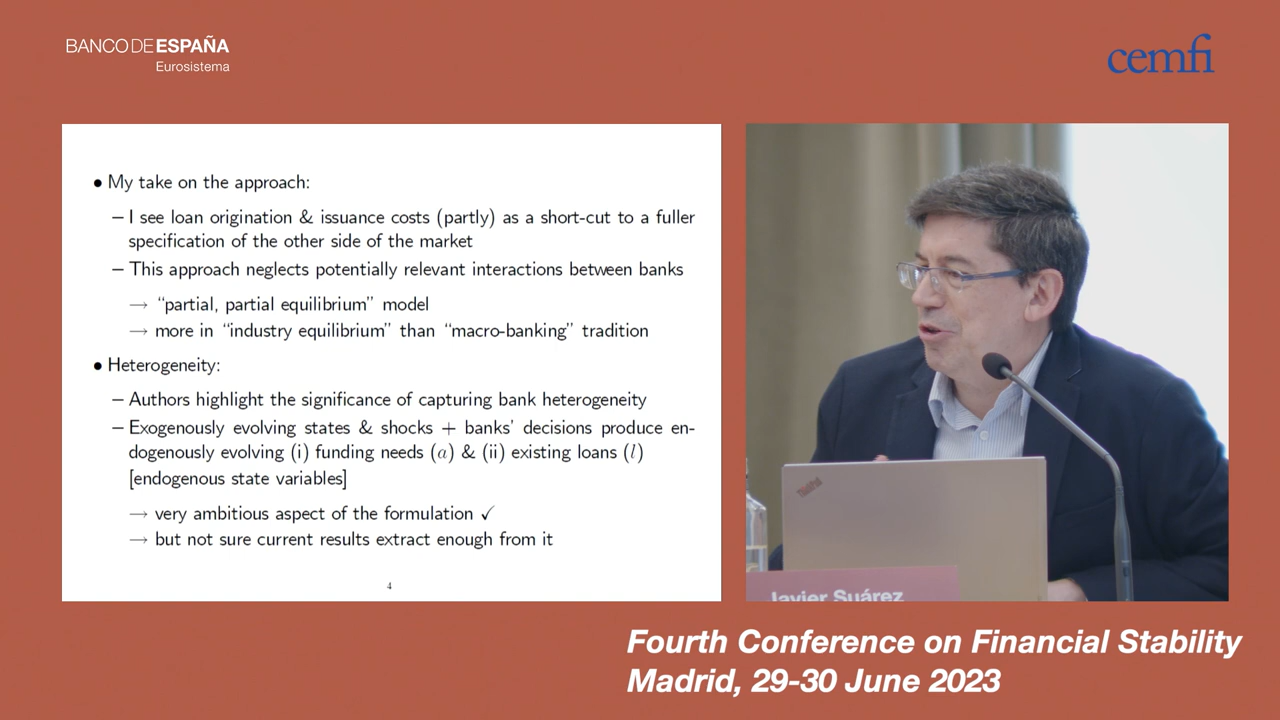 BANCO DE ESPAÑA
Eurosistema
cemfi
• My take on the approach:
– I see loan origination & issuance costs (partly) as a short-cut to a fuller
specification of the other side of the market
– This approach neglects potentially relevant interactions between banks
→ “partial, partial equilibrium” model
→ more in “industry equilibrium” than “macro-banking” tradition
• Heterogeneity:
– Authors highlight the significance of capturing bank heterogeneity
– Exogenously evolving states & shocks + banks’ decisions produce en-
dogenously evolving (i) funding needs (a) & (ii) existing loans (l)
[endogenous state variables]
→ very ambitious aspect of the formulation ✓
→ but not sure current results extract enough from it
4
ThinkPad
Javier Suárez
Fourth Conference on Financial Stability
Madrid, 29-30 June 2023